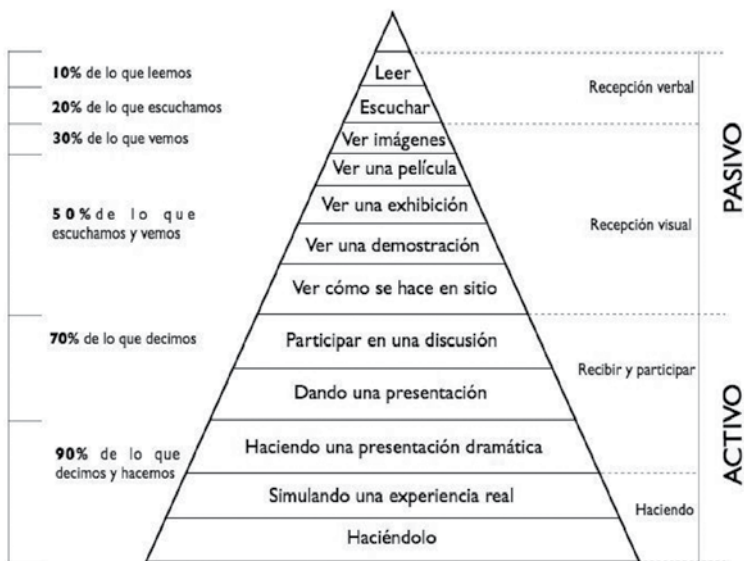 10% de lo que leemos
20% de lo que escuchamos
30% de lo que vemos
50% de lo que
escuchamos y vemos
70% de lo que decimos
90% de lo que
decimos y hacemos
Leer
Escuchar
Ver imágenes
Ver una película
Ver una exhibición
Ver una demostración
Ver cómo se hace en sitio
Participar en una discusión
Dando una presentación
Haciendo una presentación dramática
Simulando una experiencia real
Haciéndolo
Recepción verbal
Recepción visual
Recibir y participar
Haciendo
PASIVO
ACTIVO